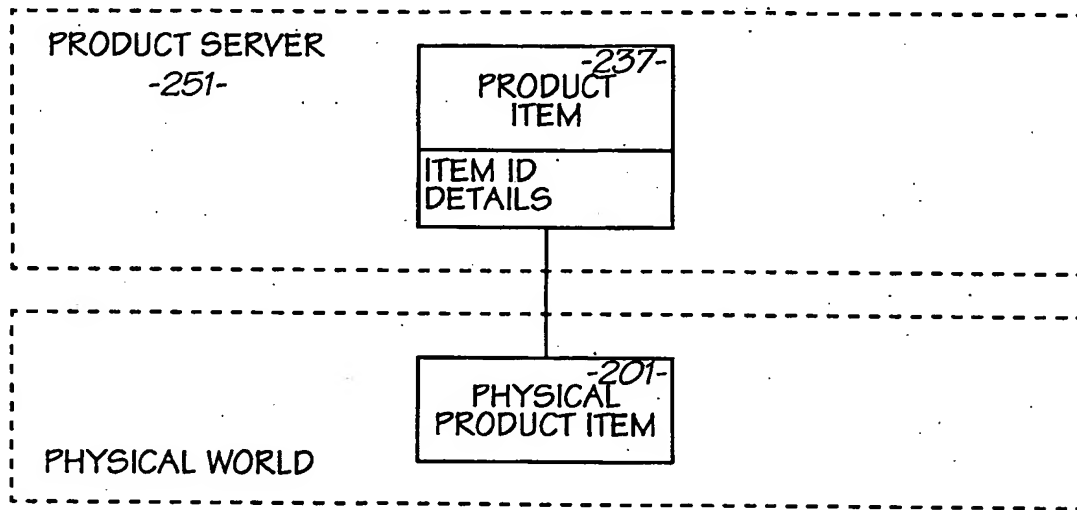 PRODUCT SERVER
-251-
-237-
PRODUCT
ITEM
ITEM ID
DETAILS
-201-
PHYSICAL
PRODUCT ITEM
PHYSICAL WORLD